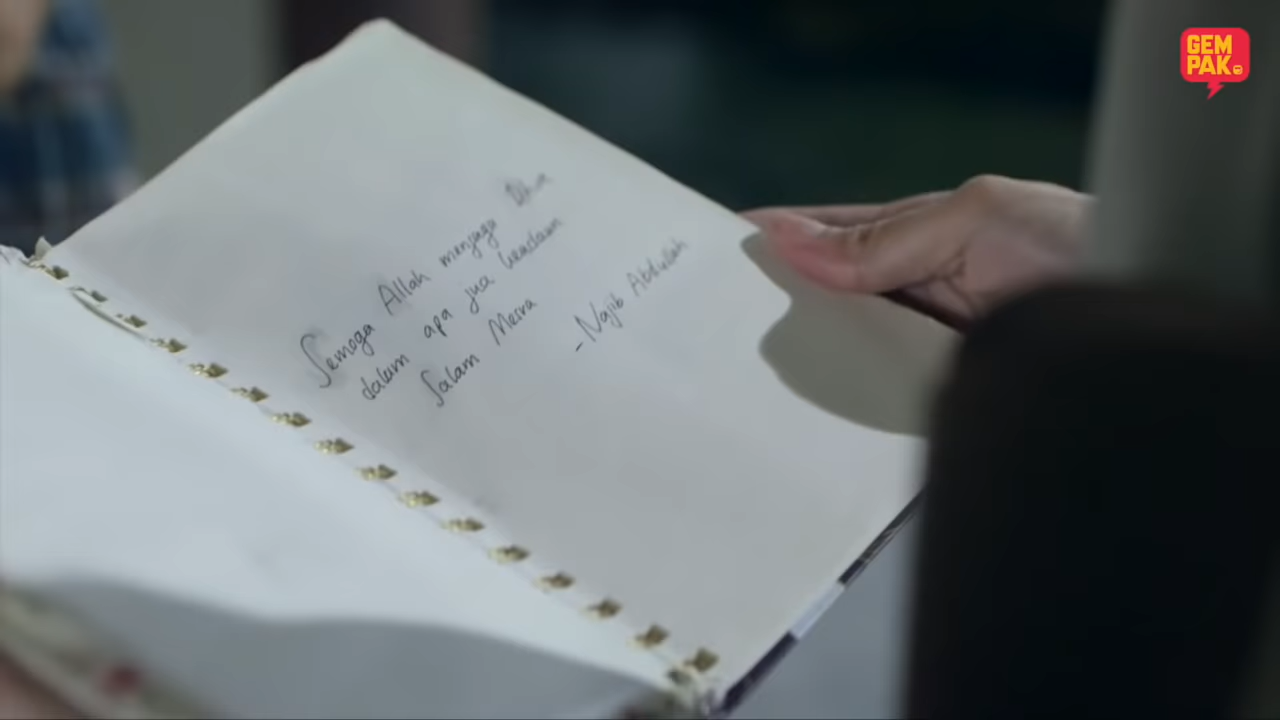 Semoga Allah menjaga
dalam apa jua keadaan
Salam Mesra
- Najib Abdullah
GEM
PAK